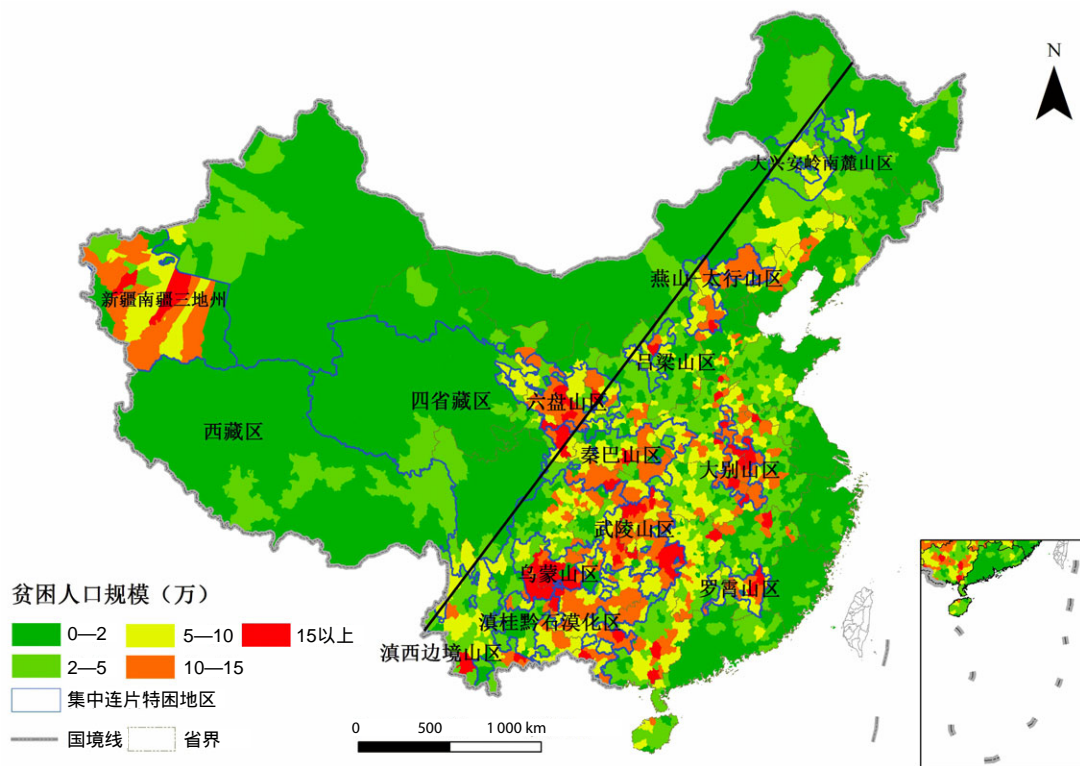 N
大兴安岭南麓山区
燕山-太行山区
新疆南疆三地州
吕梁山区
四省藏区
六盘山区
西藏区
秦巴山区
大别山区
武陵山区
乌蒙山区
罗霄山区
滇桂黔石漠化区
滇西边境山区
贫困人口规模（万）
0—2
5—10
15以上
2—5
10—15
集中连片特困地区
国境线
省界
0
500
1 000 km